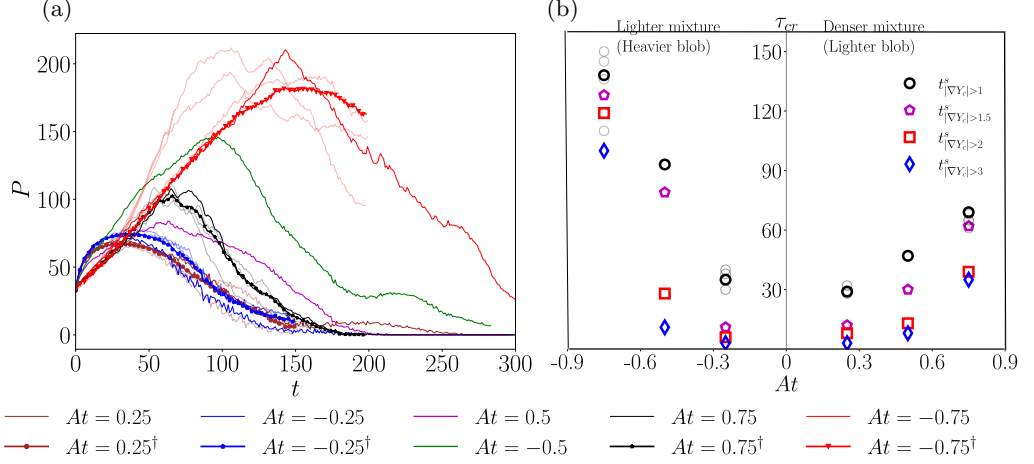 (a)
(b)
200
150
100
50
0
P
0 50 100 150 200 250 300
t
τcr
Lighter mixture
(Heavier blob)
Denser mixture
(Lighter blob)
150
120
90
60
30
t^s_{|∇Y_c|>1}
t^s_{|∇Y_c|>1.5}
t^s_{|∇Y_c|>2}
t^s_{|∇Y_c|>3}
-0.9 -0.6 -0.3 0 0.3 0.6 0.9
At
At = 0.25 At = −0.25 At = 0.5 At = 0.75 At = −0.75
At = 0.25† At = −0.25† At = −0.5 At = 0.75† At = −0.75†